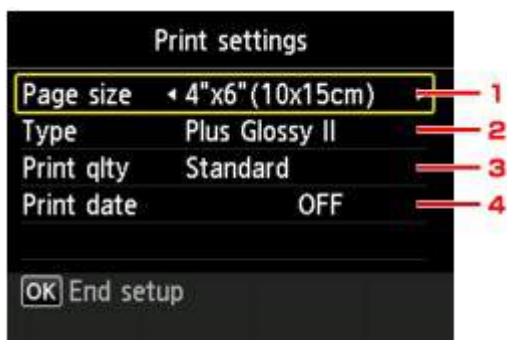 Print settings
Page size 4"x6"(10x15cm) 1
Type Plus Glossy II 2
Print qlty Standard 3
Print date OFF 4
OK End setup